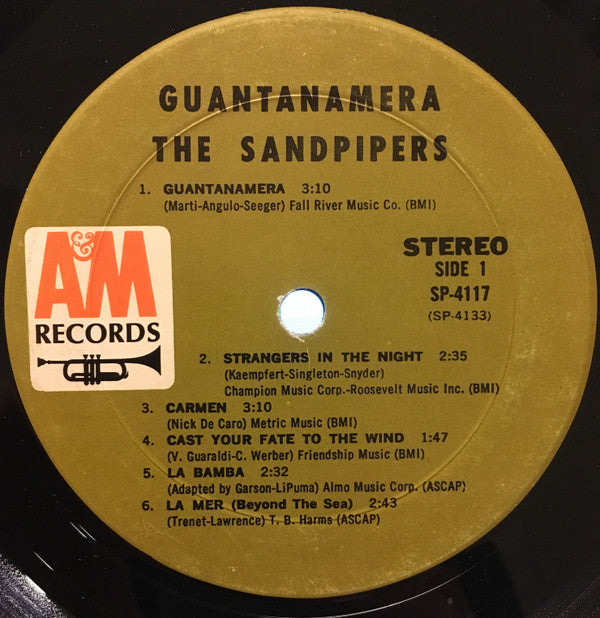 GUANTANAMERA
THE SANDPIPERS
1. GUANTANAMERA 3:10
(Marti-Angulo-Seeger) Fall River Music Co. (BMI)
A&M
RECORDS
STEREO
SIDE 1
SP-4117
(SP-4133)
2. STRANGERS IN THE NIGHT 2:35
(Kaempfert-Singleton-Snyder)
Champion Music Corp.-Roosevelt Music Inc. (BMI)
3. CARMEN 3:10
(Nick De Caro) Metric Music (BMI)
4. CAST YOUR FATE TO THE WIND 1:47
(V. Guaraldi-C. Werber) Friendship Music (BMI)
5. LA BAMBA 2:32
(Adapted by Garson-LiPuma) Almo Music Corp. (ASCAP)
6. LA MER (Beyond The Sea) 2:43
(Trenet-Lawrence) T. B. Harms (ASCAP)